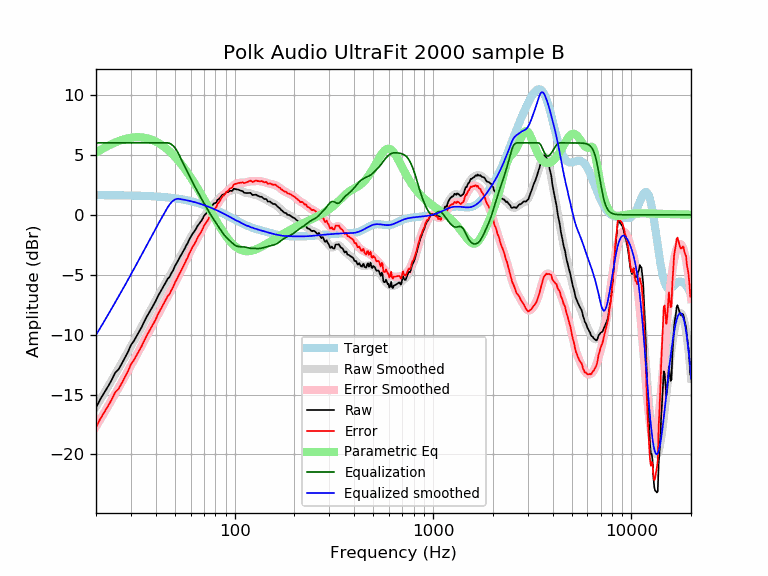 Polk Audio UltraFit 2000 sample B
10
5
0
−5
−10
−15
−20
Amplitude (dBr)
Target
Raw Smoothed
Error Smoothed
Raw
Error
Parametric Eq
Equalization
Equalized smoothed
100
1000
10000
Frequency (Hz)